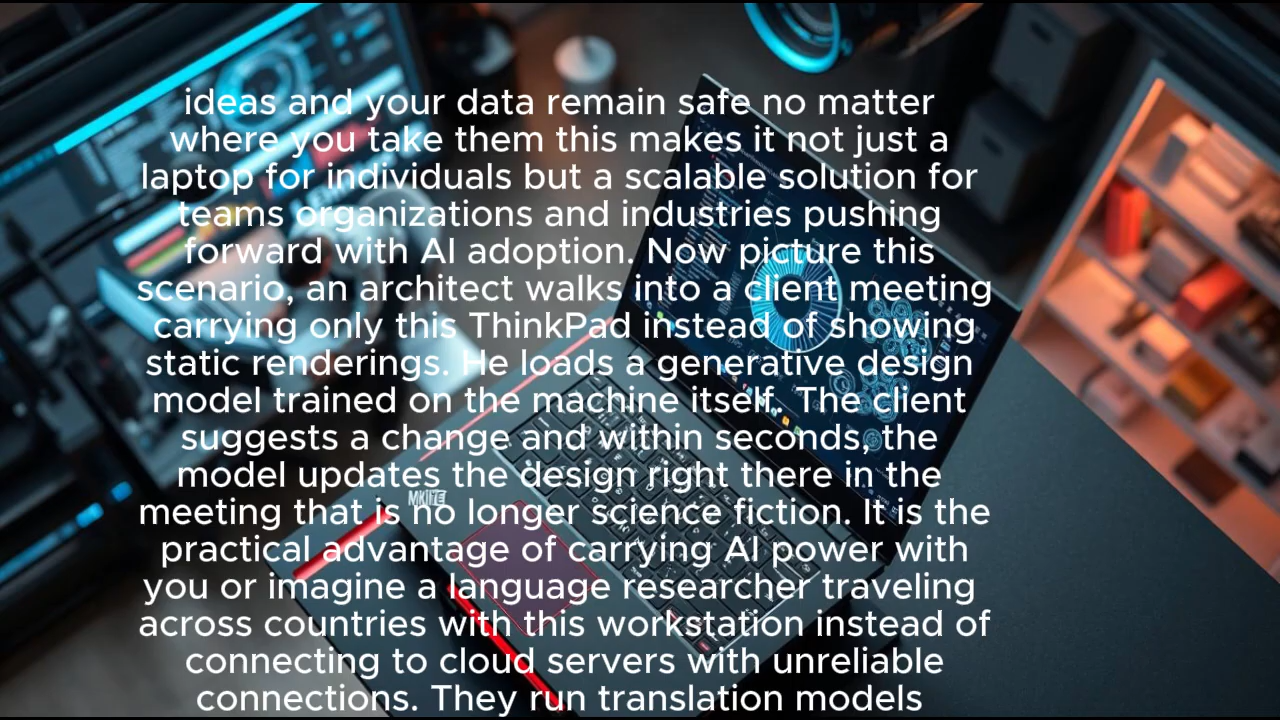 ideas and your data remain safe no matter
where you take them this makes it not just a
laptop for individuals but a scalable solution for
teams organizations and industries pushing
forward with AI adoption. Now picture this
scenario, an architect walks into a client meeting
carrying only this ThinkPad instead of showing
static renderings. He loads a generative design
model trained on the machine itself. The client
suggests a change and within seconds, the
model updates the design right there in the
meeting that is no longer science fiction. It is the
practical advantage of carrying AI power with
you or imagine a language researcher traveling
across countries with this workstation instead of
connecting to cloud servers with unreliable
connections. They run translation models